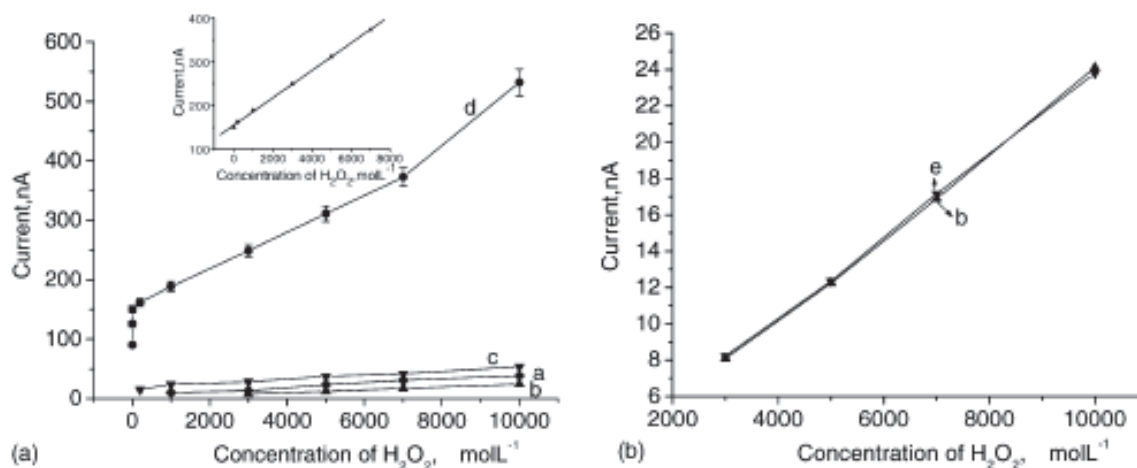 600
500
400
300
200
100
0
Current,nA
0 2000 4000 6000 8000 10000
Concentration of H₂O₂, molL⁻¹
(a)
d
c
a
b
400
300
200
100
Current,nA
0 2000 4000 6000 8000
Concentration of H₂O₂, molL⁻¹
26
24
22
20
18
16
14
12
10
8
6
Current,nA
2000 4000 6000 8000 10000
Concentration of H₂O₂, molL⁻¹
(b)
e
b